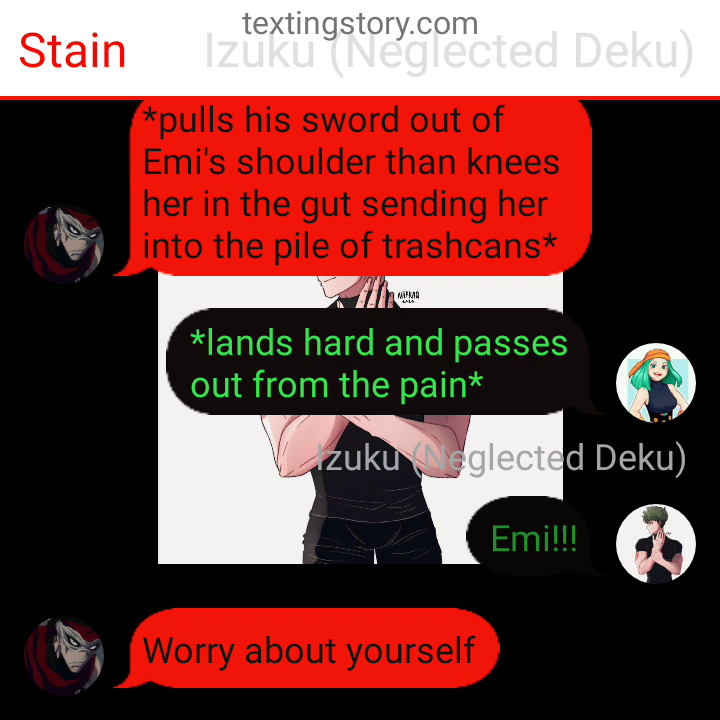 textingstory.com
Stain
Izuku (Neglected Deku)
*pulls his sword out of
Emi's shoulder than knees
her in the gut sending her
into the pile of trashcans*
*lands hard and passes
out from the pain*
Izuku (Neglected Deku)
Emi!!!
Worry about yourself